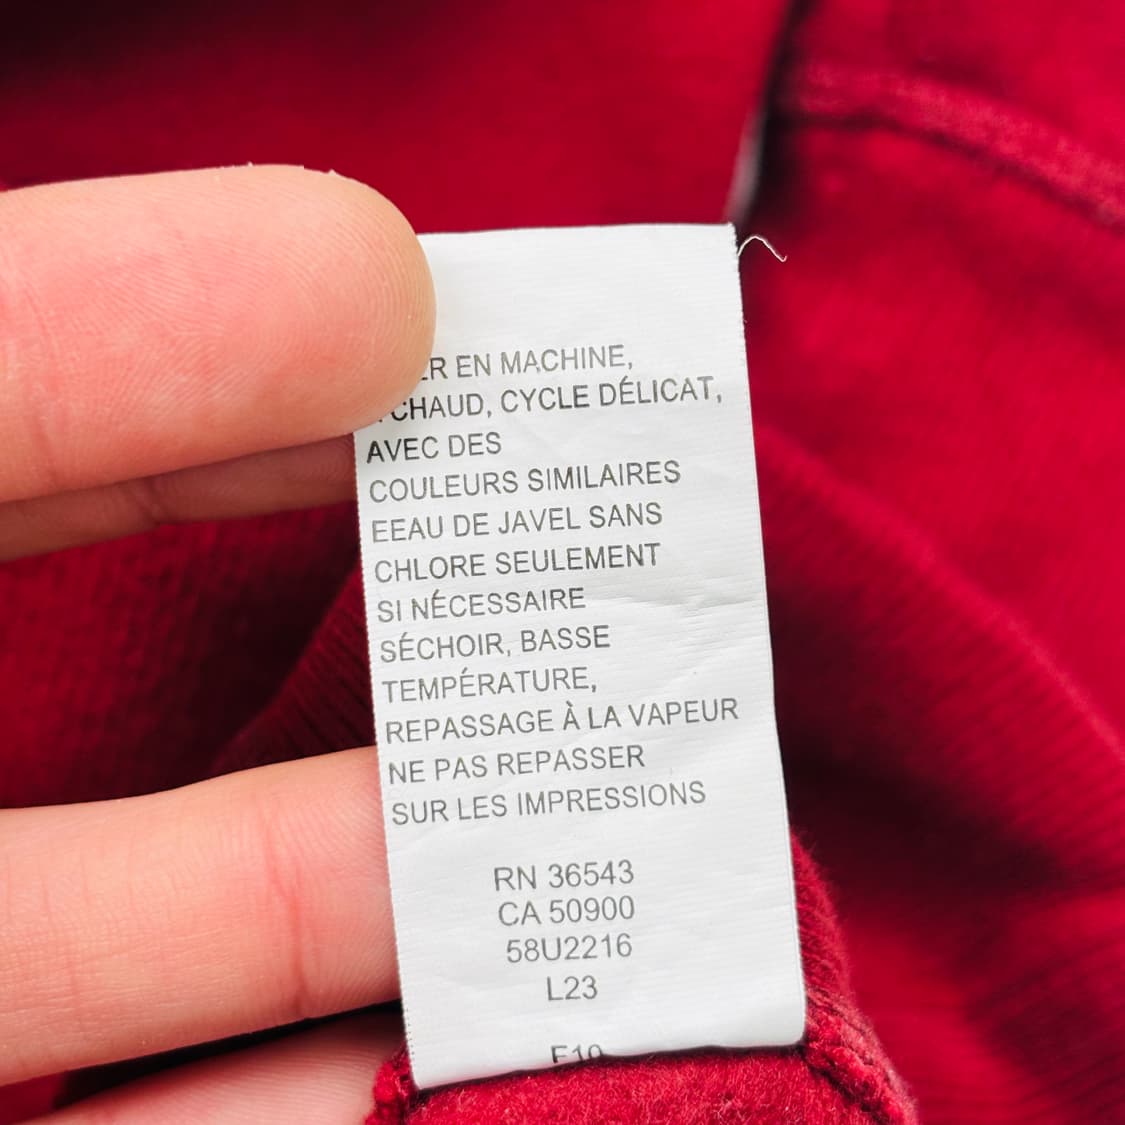 EN MACHINE,
CHAUD, CYCLE DÉLICAT,
AVEC DES
COULEURS SIMILAIRES
EEAU DE JAVEL SANS
CHLORE SEULEMENT
SI NÉCESSAIRE
SÉCHOIR, BASSE
TEMPÉRATURE,
REPASSAGE À LA VAPEUR
NE PAS REPASSER
SUR LES IMPRESSIONS
RN 36543
CA 50900
58U2216
L23